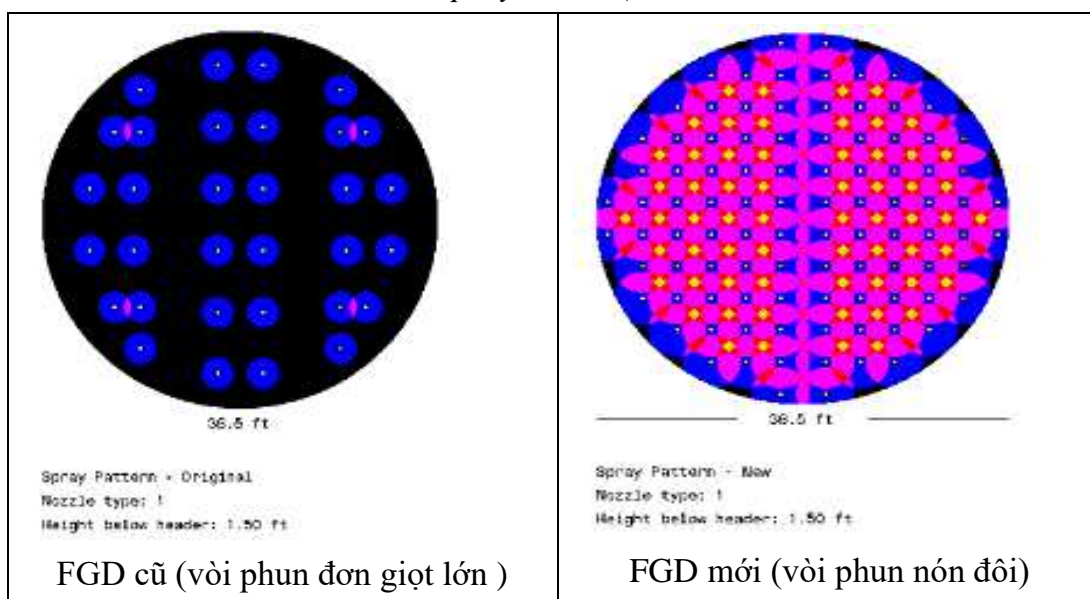 36.5 ft
Spray Pattern - Original
Nozzle type: 1
Height below header: 1.50 ft
FGD cũ (vòi phun đơn giọt lớn )
36.5 ft
Spray Pattern - New
Nozzle type: 1
Height below header: 1.50 ft
FGD mới (vòi phun nón đôi)